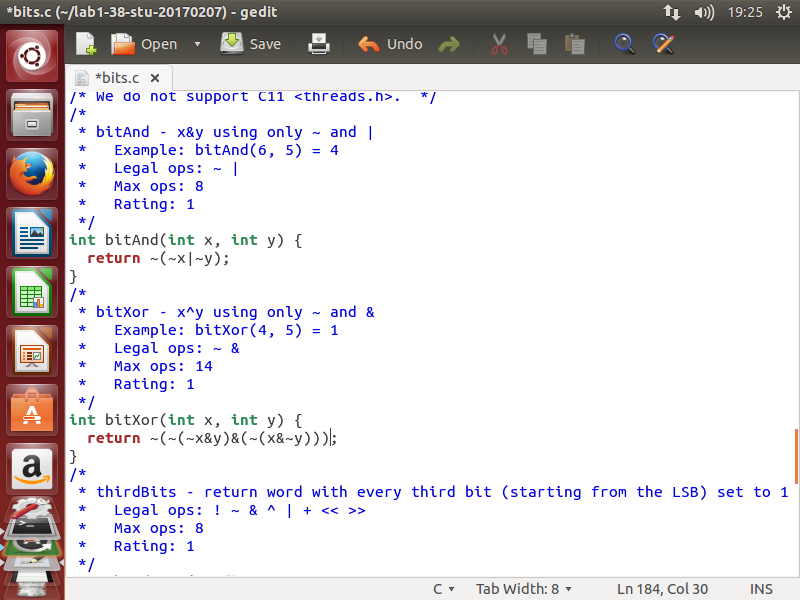 *bits.c (~/lab1-38-stu-20170207) - gedit
19:25
Open
Save
Undo
*bits.c ×
/* We do not support C11 <threads.h>.  */
/*
 * bitAnd - x&y using only ~ and |
 *   Example: bitAnd(6, 5) = 4
 *   Legal ops: ~ |
 *   Max ops: 8
 *   Rating: 1
 */
int bitAnd(int x, int y) {
  return ~(~x|~y);
}
/*
 * bitXor - x^y using only ~ and &
 *   Example: bitXor(4, 5) = 1
 *   Legal ops: ~ &
 *   Max ops: 14
 *   Rating: 1
 */
int bitXor(int x, int y) {
  return ~(~(~x&y)&(~(x&~y)));
}
/*
 * thirdBits - return word with every third bit (starting from the LSB) set to 1
 *   Legal ops: ! ~ & ^ | + << >>
 *   Max ops: 8
 *   Rating: 1
 */
C
Tab Width: 8
Ln 184, Col 30
INS